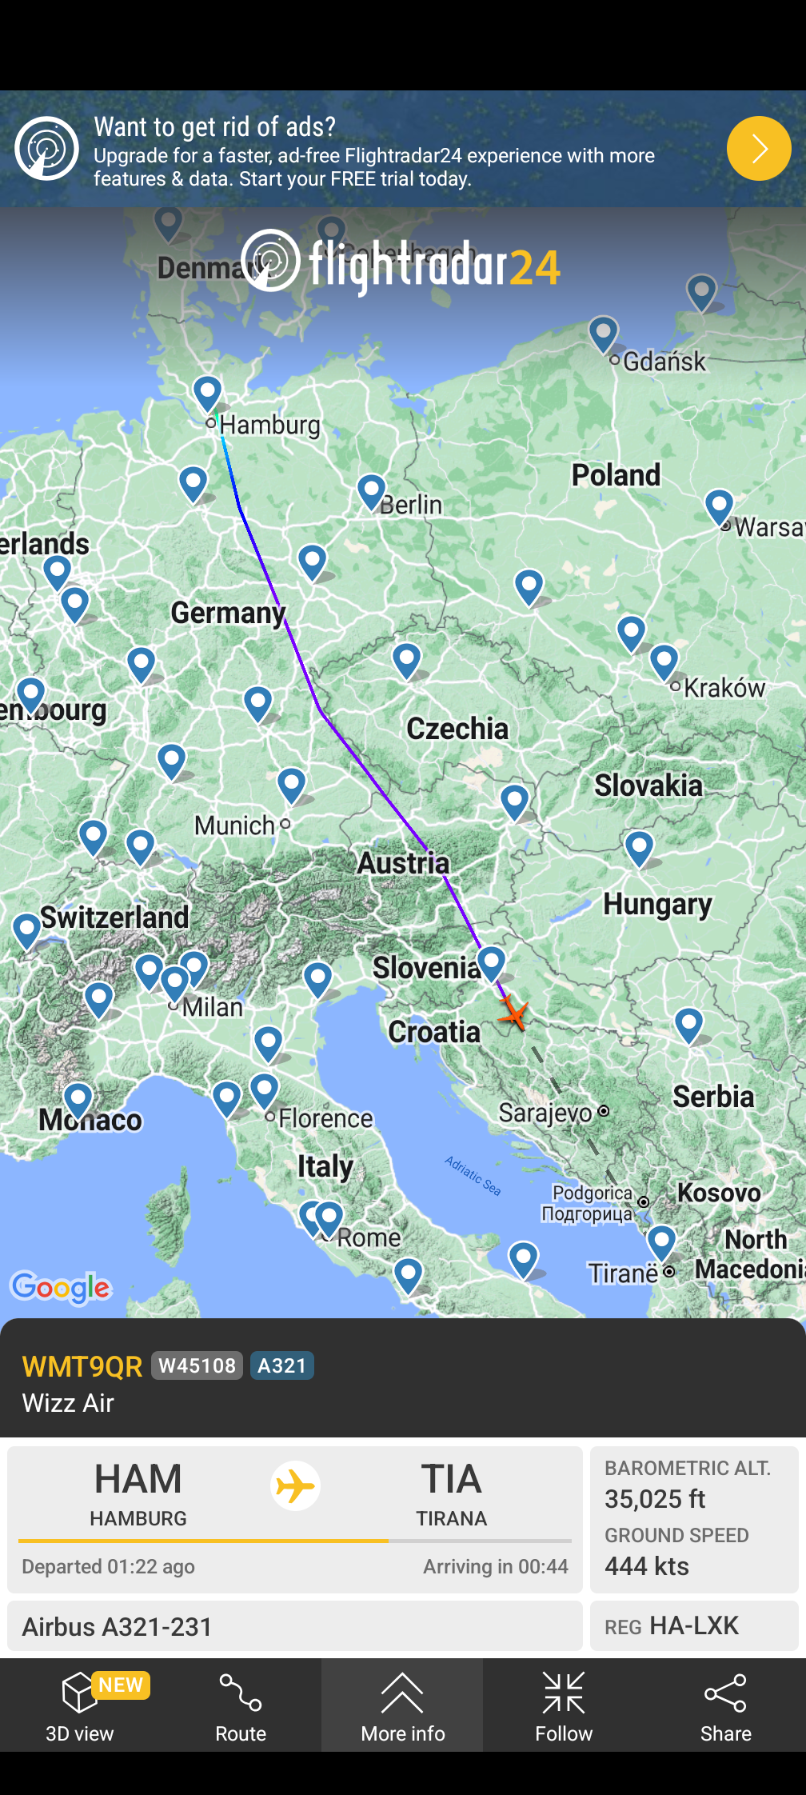 Want to get rid of ads?
Upgrade for a faster, ad-free Flightradar24 experience with more
features & data. Start your FREE trial today.
Copenhagen
Denmark
flightradar24
Gdańsk
Hamburg
Poland
Berlin
Warsa
erlands
Germany
Kraków
embourg
Czechia
Slovakia
Munich
Austria
Hungary
Switzerland
Slovenia
Milan
Croatia
Serbia
Monaco
Florence
Sarajevo
Italy
Adriatic Sea
Podgorica
Подгорица
Kosovo
Rome
North
Macedonia
Tiranë
Google
WMT9QR W45108 A321
Wizz Air
HAM TIA
HAMBURG TIRANA
Departed 01:22 ago Arriving in 00:44
BAROMETRIC ALT.
35,025 ft
GROUND SPEED
444 kts
Airbus A321-231
REG HA-LXK
NEW
3D view
Route
More info
Follow
Share